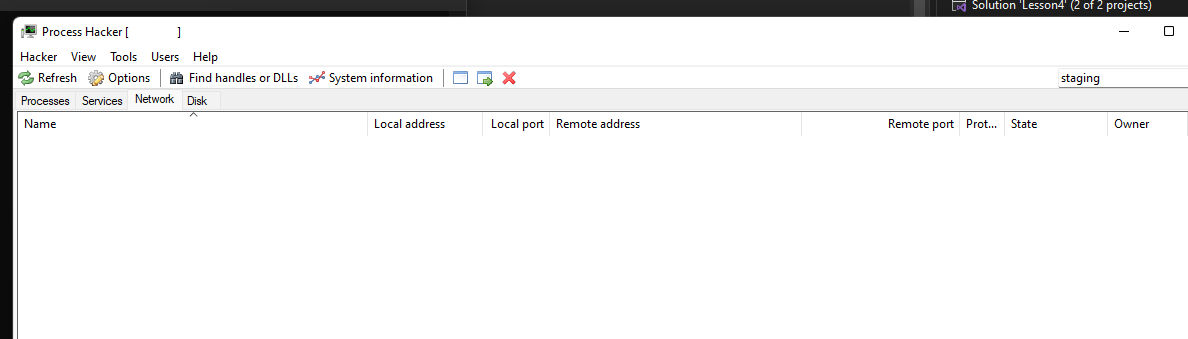 Solution 'Lesson4' (2 of 2 projects)
Process Hacker [ ]
Hacker View Tools Users Help
Refresh Options Find handles or DLLs System information staging
Processes Services Network Disk
Name Local address Local port Remote address Remote port Prot... State Owner